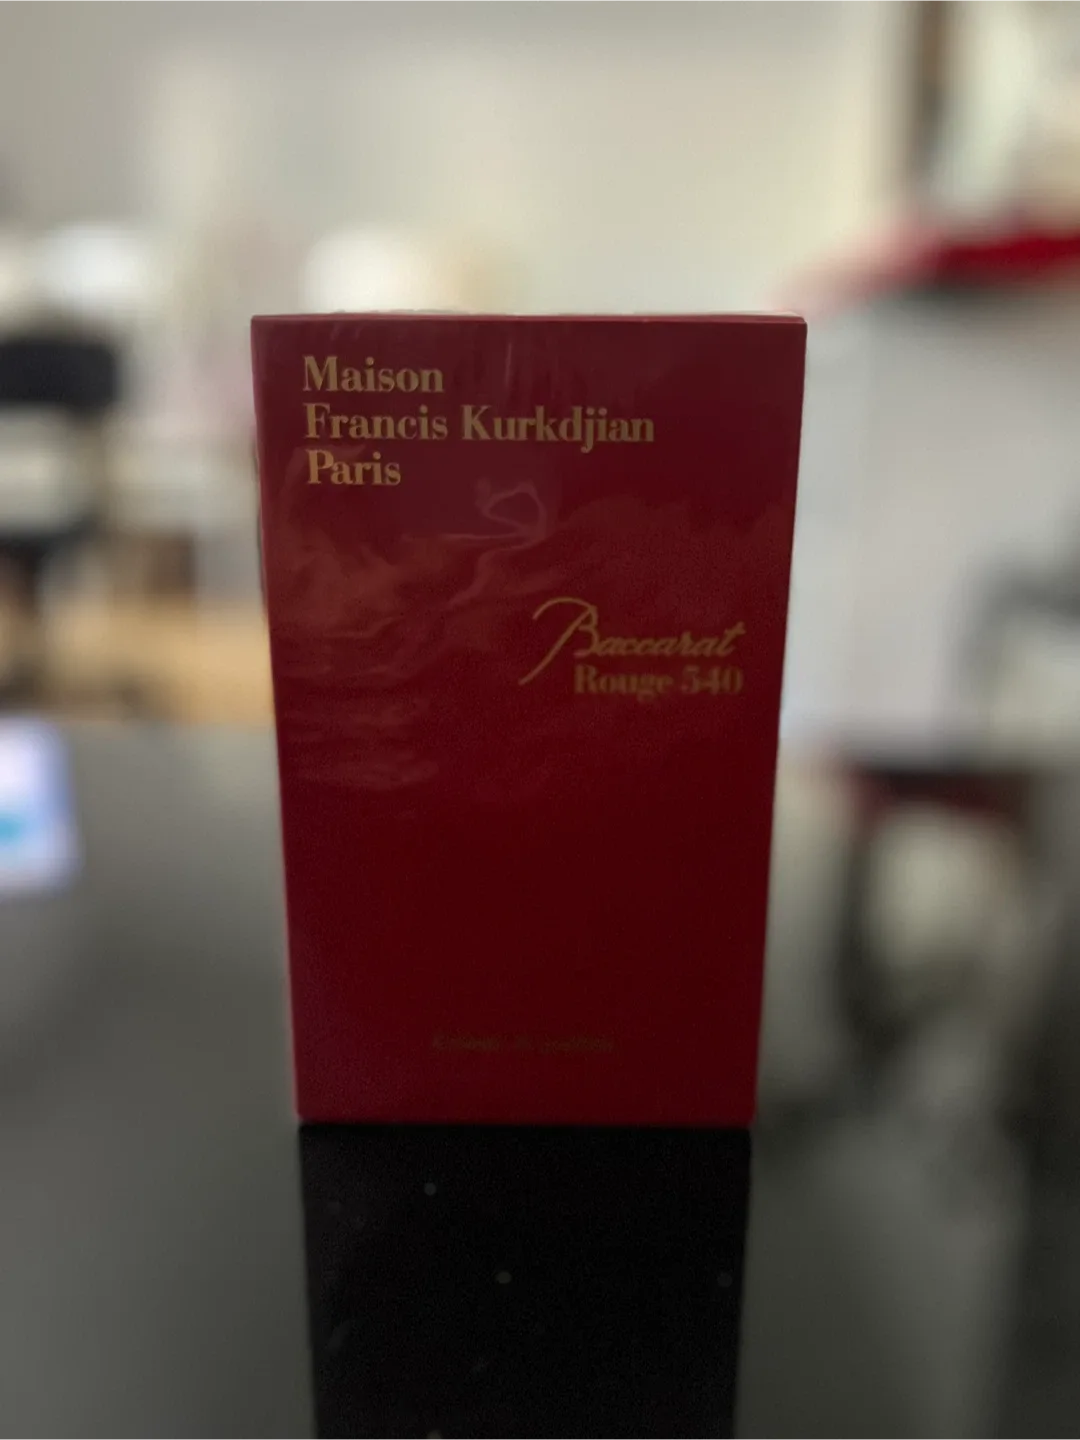 Maison
Francis Kurkdjian
Paris
Baccarat
Rouge 540